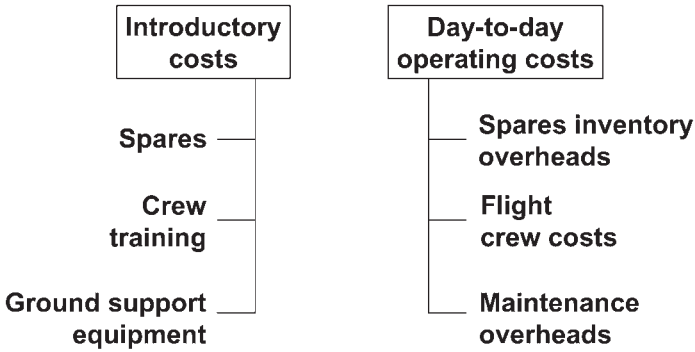 Introductory
costs
Spares
Crew
training
Ground support
equipment
Day-to-day
operating costs
Spares inventory
overheads
Flight
crew costs
Maintenance
overheads